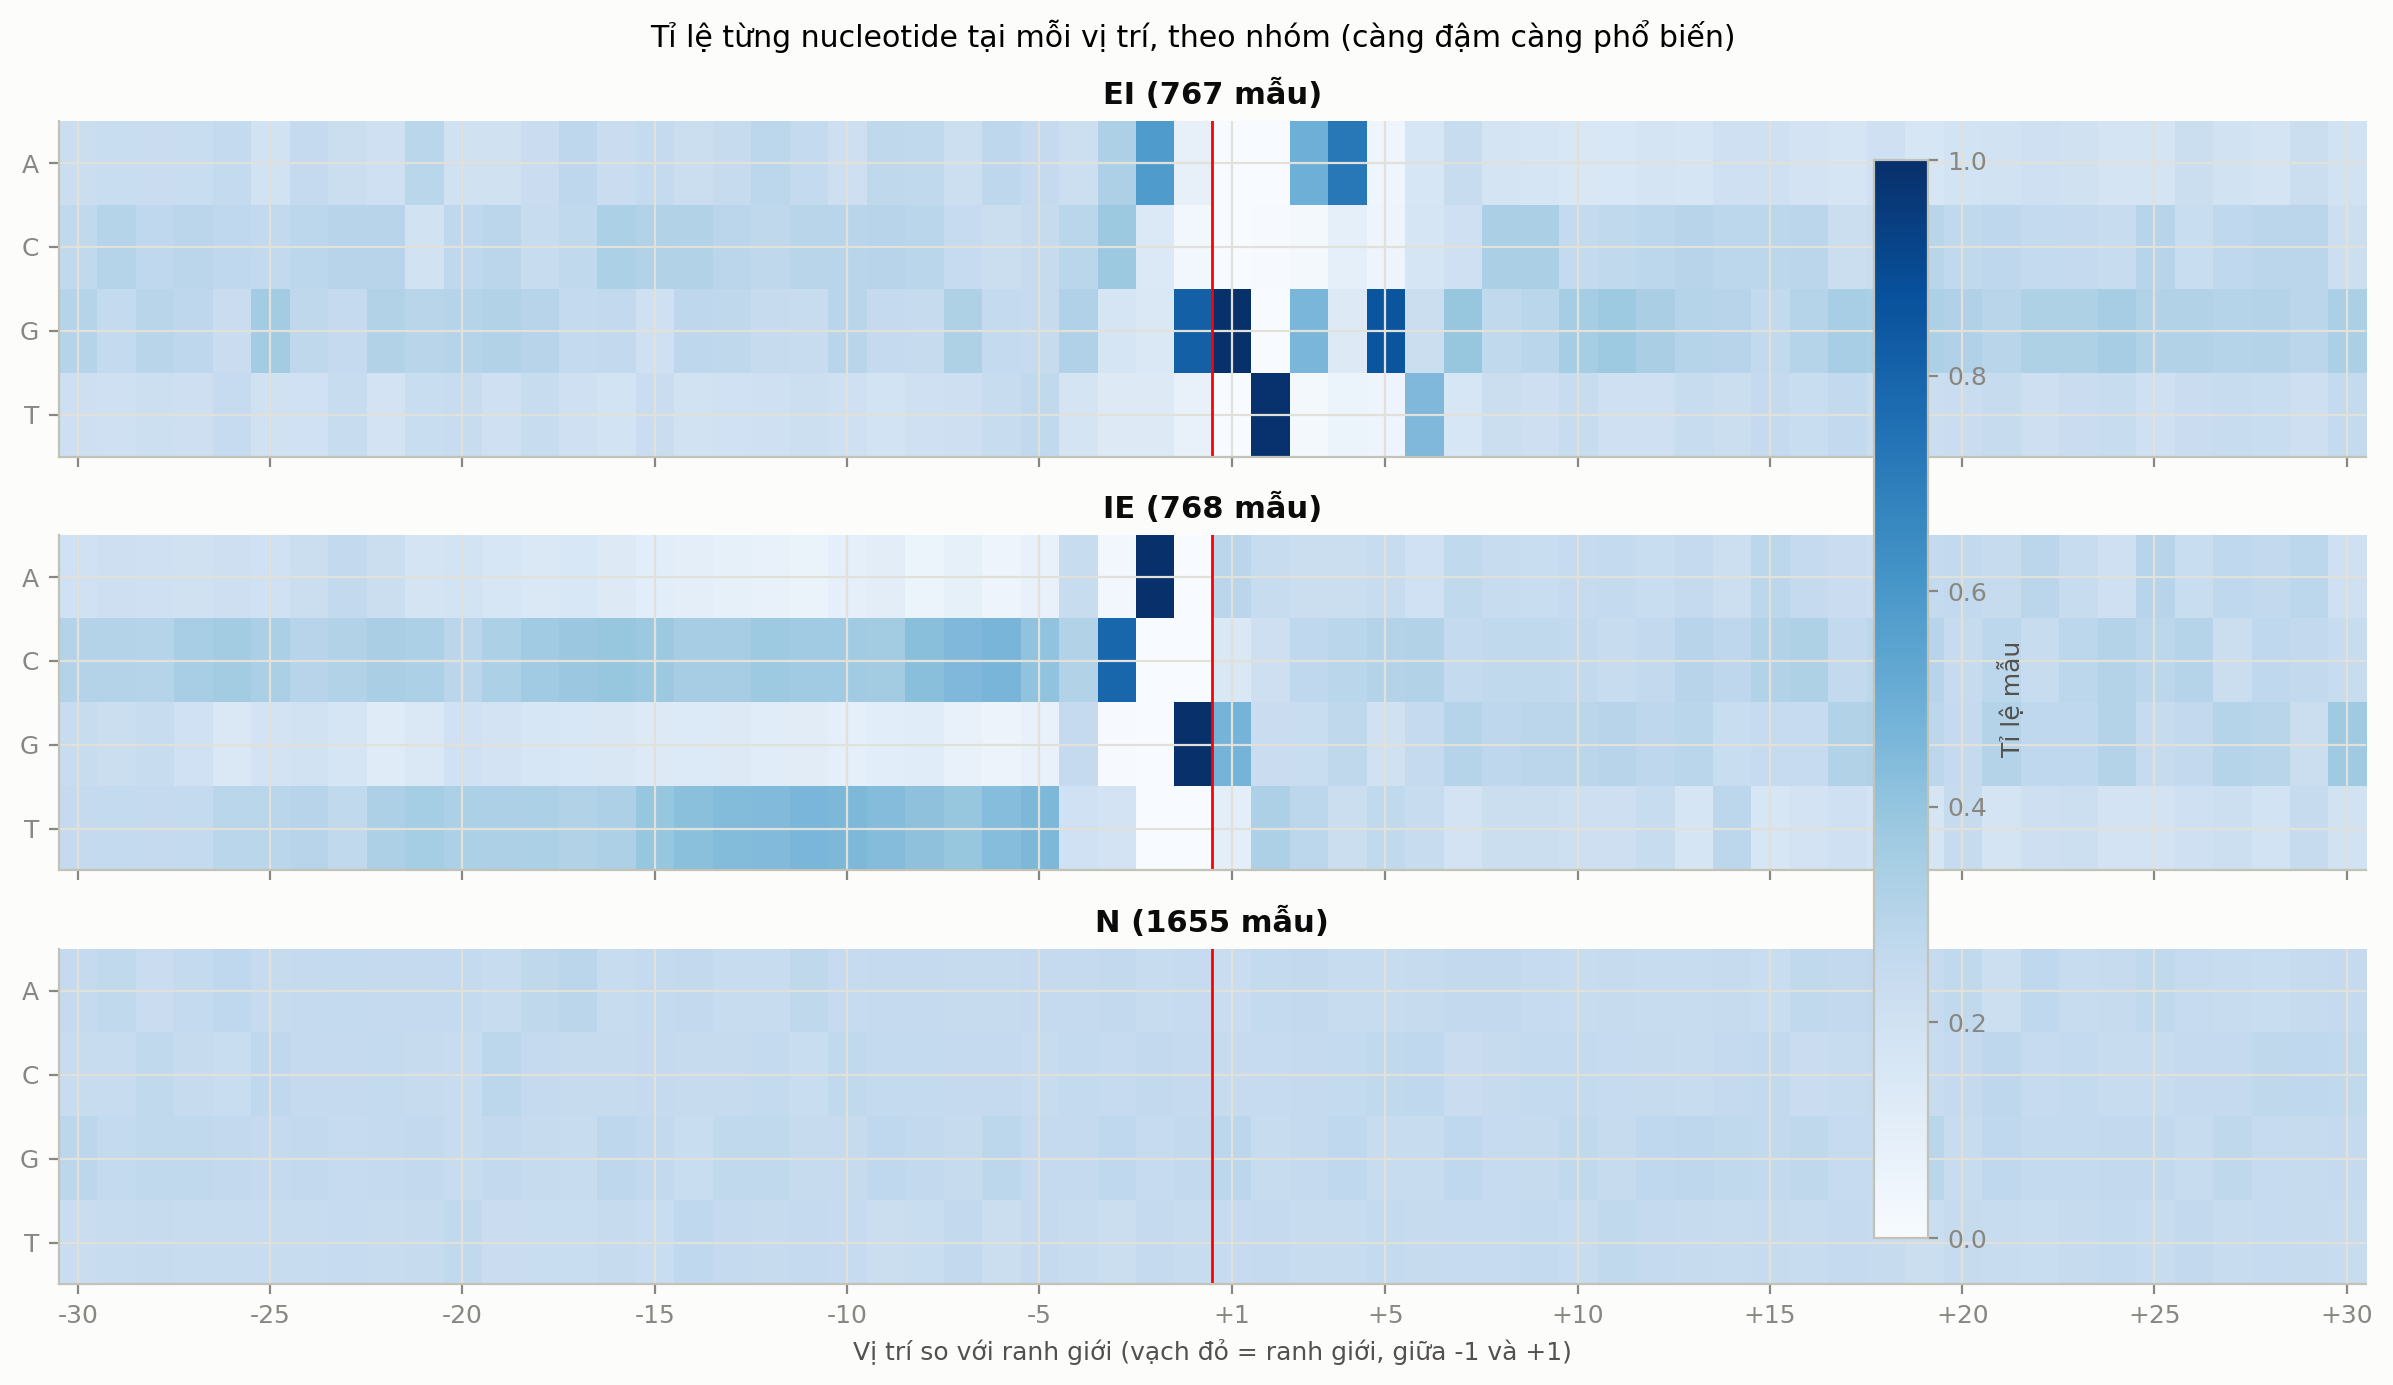 Tỉ lệ từng nucleotide tại mỗi vị trí, theo nhóm (càng đậm càng phổ biến)
EI (767 mẫu)
A
C
G
T
IE (768 mẫu)
A
C
G
T
N (1655 mẫu)
A
C
G
T
-30 -25 -20 -15 -10 -5 +1 +5 +10 +15 +20 +25 +30
Vị trí so với ranh giới (vạch đỏ = ranh giới, giữa -1 và +1)
1.0
0.8
0.6
0.4
0.2
0.0
Tỉ lệ mẫu